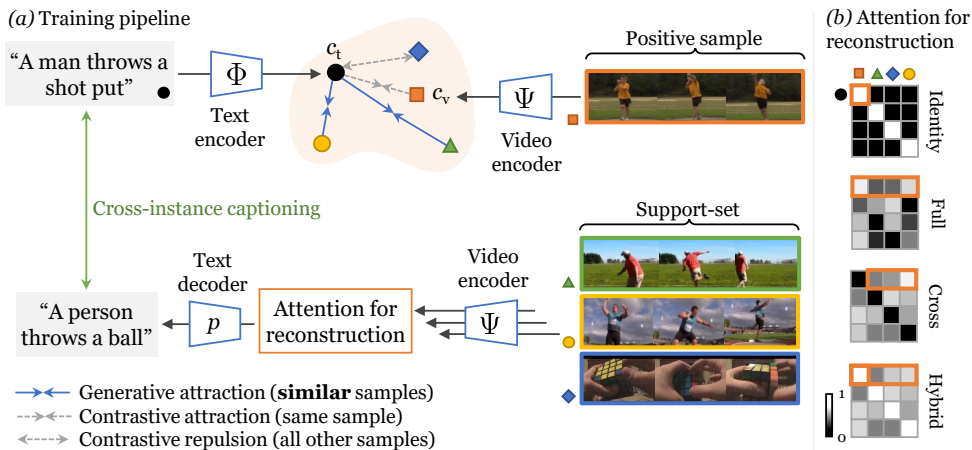 (a) Training pipeline
“A man throws a
shot put”
Φ
Text
encoder
cₜ
cᵥ
Ψ
Video
encoder
Positive sample
Cross-instance captioning
“A person
throws a ball”
Text
decoder
p
Attention for
reconstruction
Video
encoder
Ψ
Support-set
Generative attraction (similar samples)
Contrastive attraction (same sample)
Contrastive repulsion (all other samples)
(b) Attention for
reconstruction
Identity
Full
Cross
Hybrid
1
0